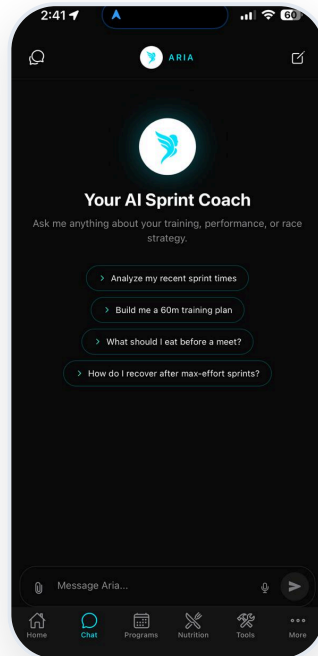 2:41
60
ARIA
Your AI Sprint Coach
Ask me anything about your training, performance, or race
strategy.
> Analyze my recent sprint times
> Build me a 60m training plan
> What should I eat before a meet?
> How do I recover after max-effort sprints?
Message Aria...
Home Chat Programs Nutrition Tools More